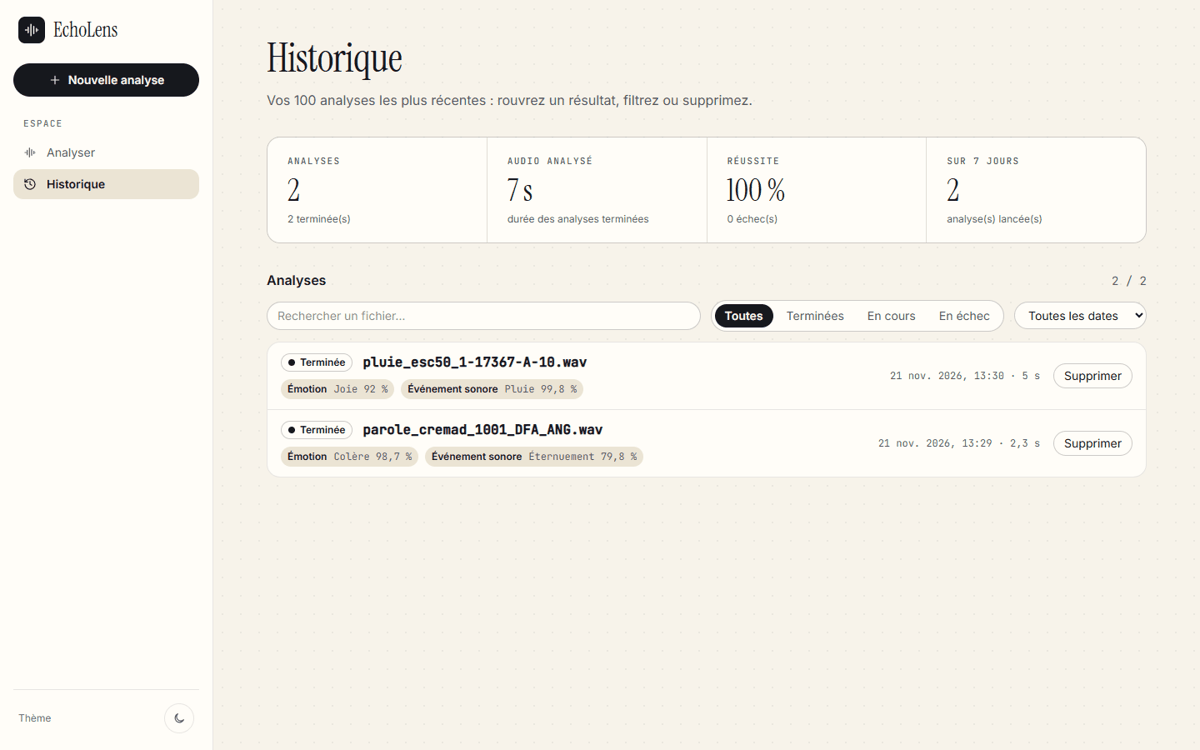 EchoLens
+ Nouvelle analyse
ESPACE
Analyser
Historique
Thème
Historique
Vos 100 analyses les plus récentes : rouvrez un résultat, filtrez ou supprimez.
ANALYSES
2
2 terminée(s)
AUDIO ANALYSÉ
7 s
durée des analyses terminées
RÉUSSITE
100 %
0 échec(s)
SUR 7 JOURS
2
analyse(s) lancée(s)
Analyses 2 / 2
Rechercher un fichier... Toutes Terminées En cours En échec Toutes les dates
Terminée pluie_esc50_1-17367-A-10.wav
Émotion Joie 92 % Événement sonore Pluie 99,8 %
21 nov. 2026, 13:30 · 5 s Supprimer
Terminée parole_cremad_1001_DFA_ANG.wav
Émotion Colère 98,7 % Événement sonore Éternuement 79,8 %
21 nov. 2026, 13:29 · 2,3 s Supprimer